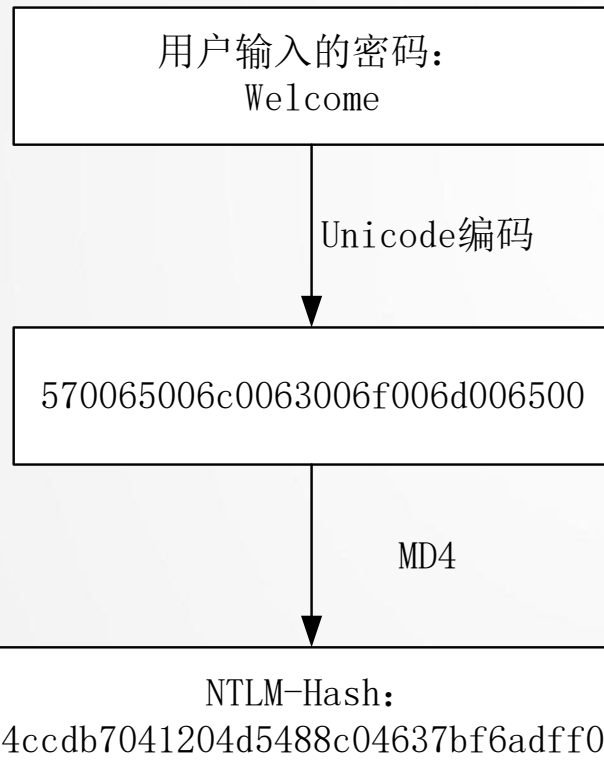 用户输入的密码：
Welcome
Unicode编码
570065006c0063006f006d006500
MD4
NTLM-Hash：
4ccdb7041204d5488c04637bf6adff0